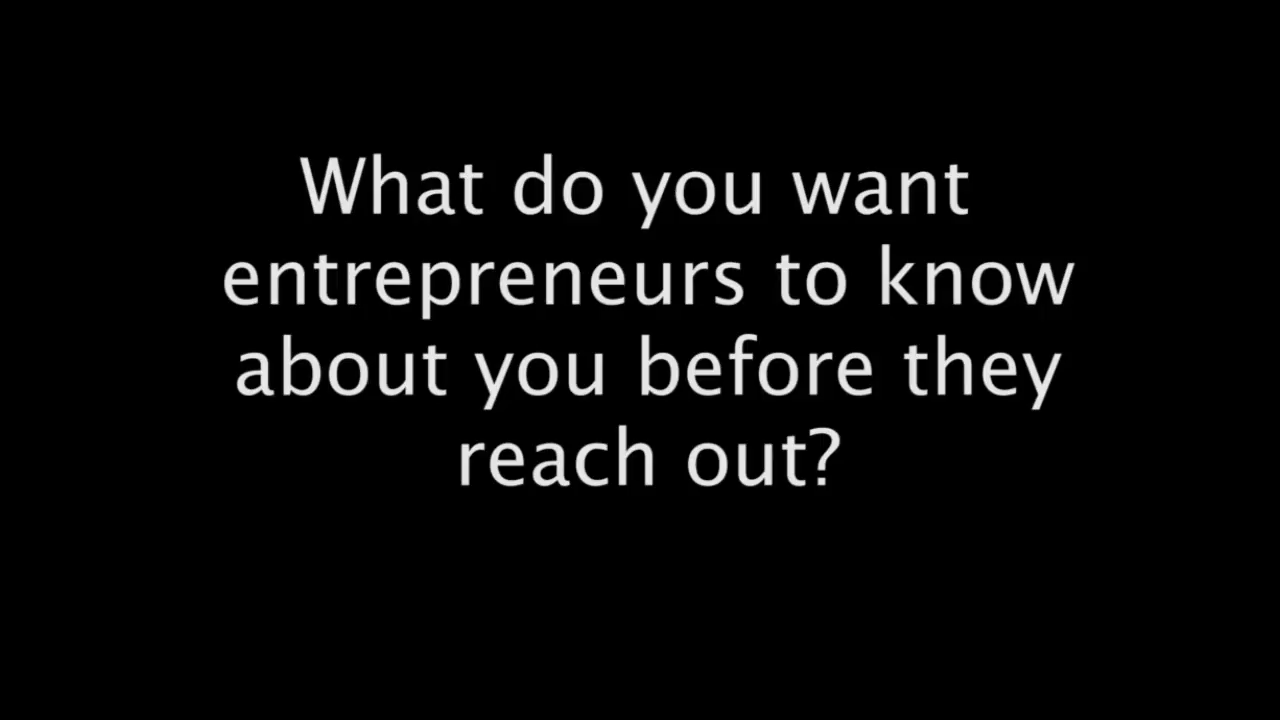 What do you want
entrepreneurs to know
about you before they
reach out?